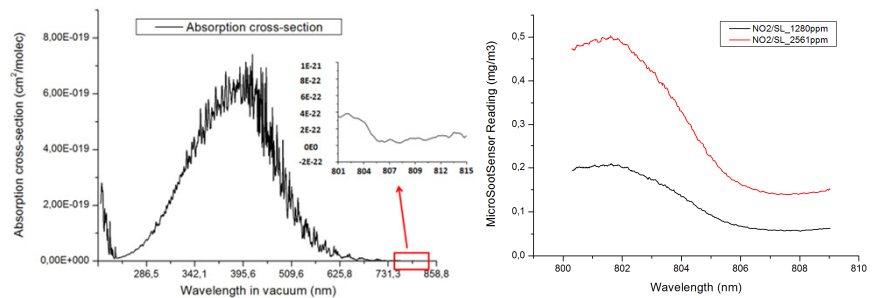 Absorption cross-section
Absorption cross-section (cm²/molec)
8,00E-019
6,00E-019
4,00E-019
2,00E-019
0,00E+000
286,5 342,1 395,6 509,6 625,8 731,3 858,8
Wavelength in vacuum (nm)
1E-21
8E-22
6E-22
4E-22
2E-22
0E0
-2E-22
801 804 807 809 812 815
NO2/SL_1280ppm
NO2/SL_2561ppm
MicroSootSensor Reading (mg/m3)
0,5
0,4
0,3
0,2
0,1
0,0
800 802 804 806 808 810
Wavelength (nm)